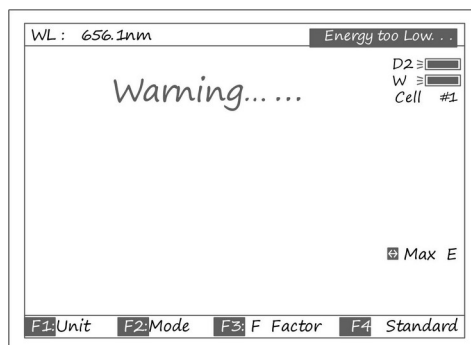 WL : 656.1nm Energy too Low. . .
D2
W
Warning... ...
Cell #1
Max E
F1:Unit F2:Mode F3: F Factor F4 Standard